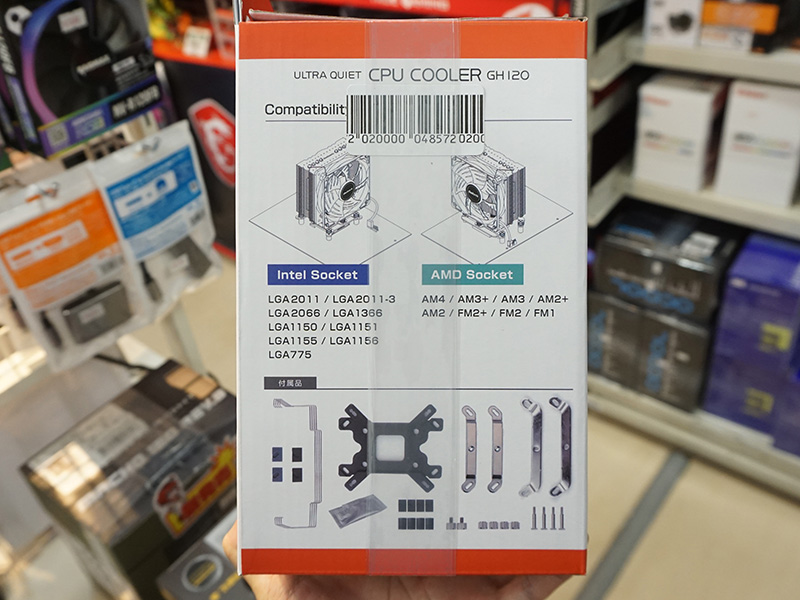 ULTRA QUIET CPU COOLER GH120
Compatibility
2 020000 048572 0200
Intel Socket
LGA2011 / LGA2011-3
LGA2066 / LGA1366
LGA1150 / LGA1151
LGA1155 / LGA1156
LGA775
AMD Socket
AM4 / AM3+ / AM3 / AM2+
AM2 / FM2+ / FM2 / FM1
付属品